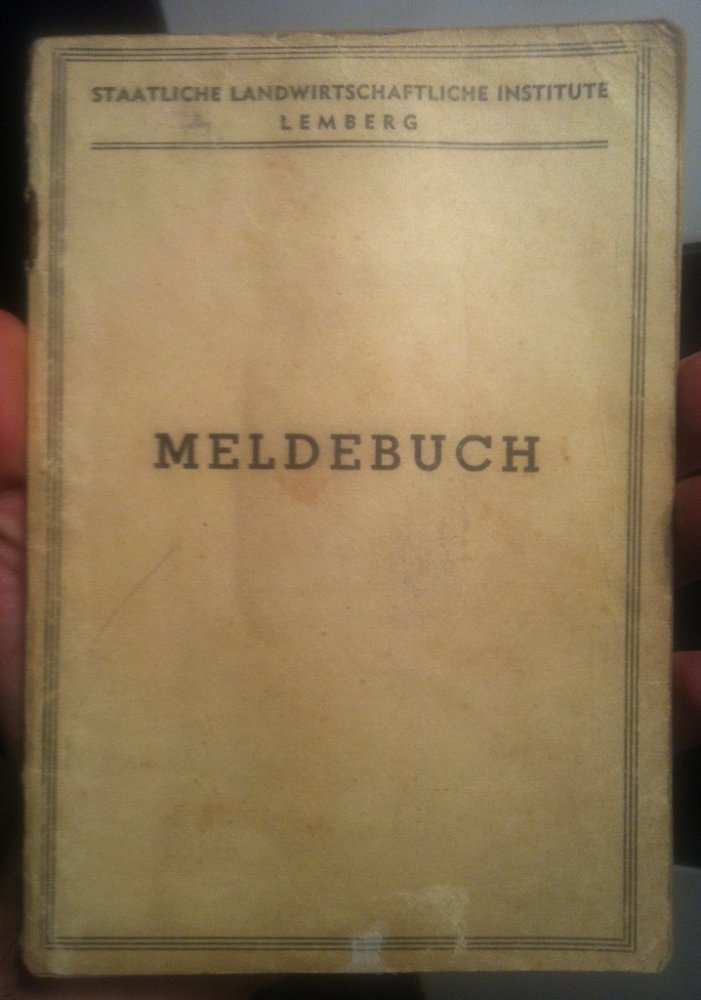 STAATLICHE LANDWIRTSCHAFTLICHE INSTITUTE
LEMBERG
MELDEBUCH